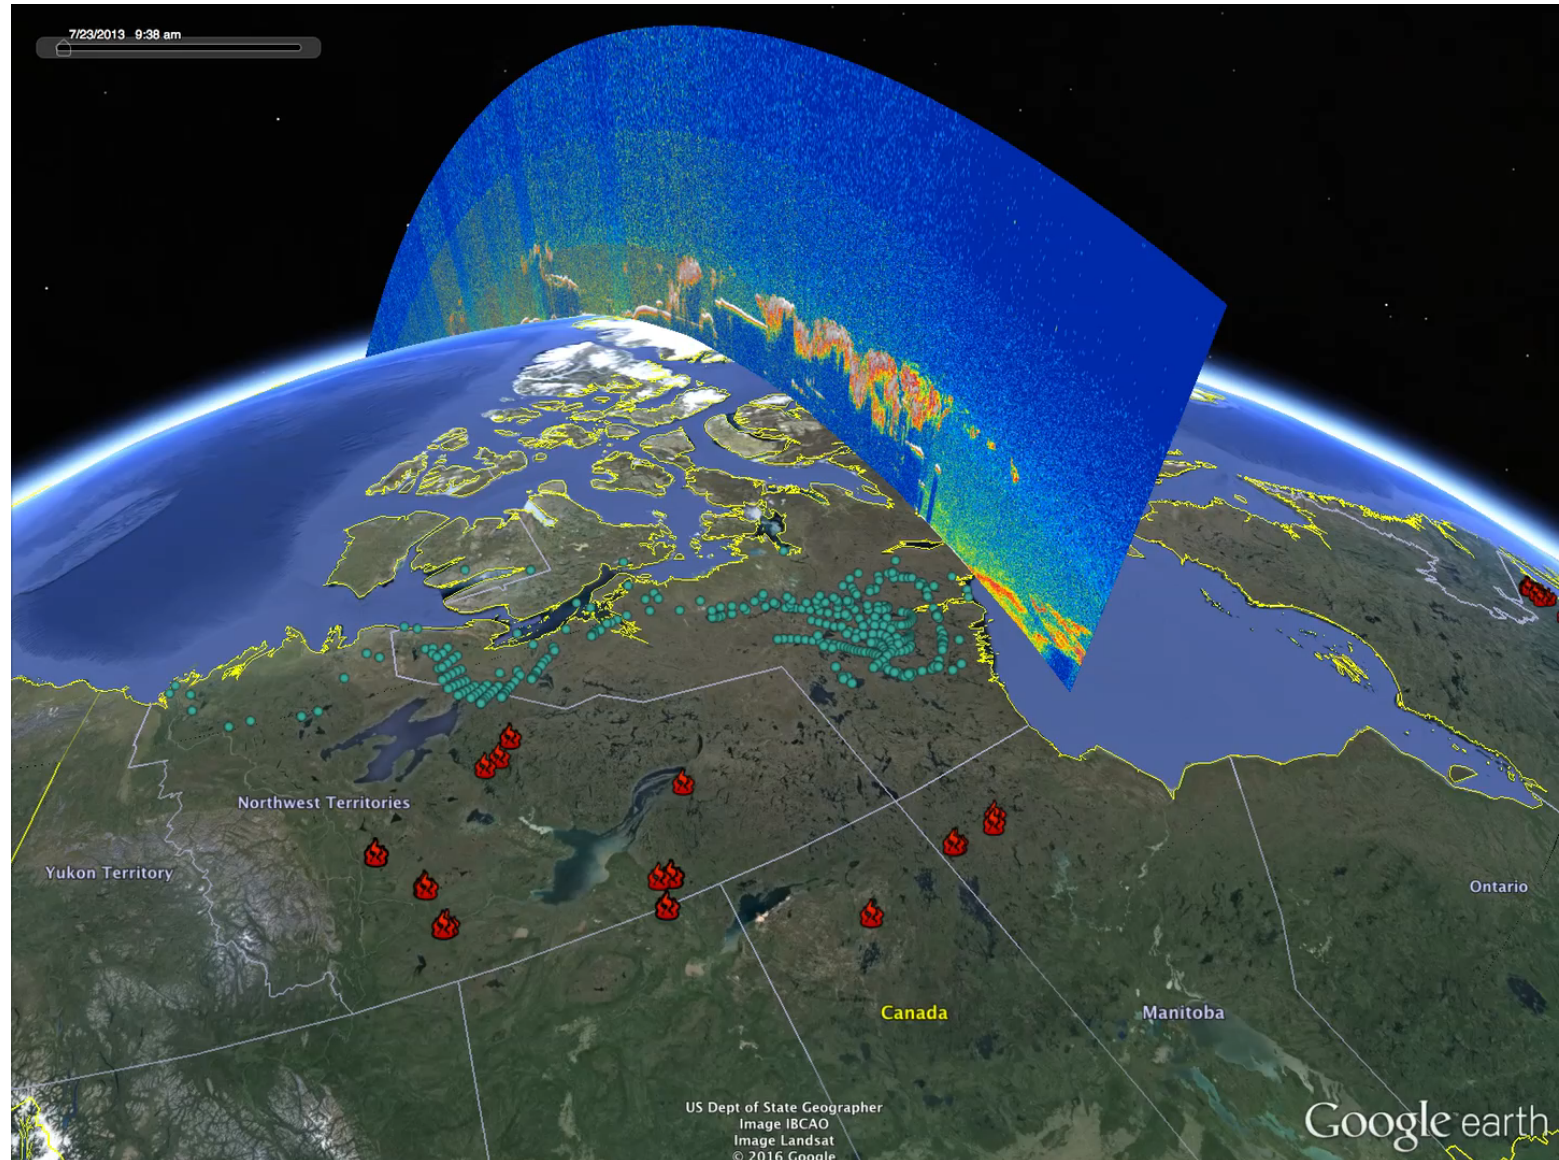 7/23/2013 9:38 am
Northwest Territories
Yukon Territory
Ontario
Canada
Manitoba
US Dept of State Geographer
Image IBCAO
Image Landsat
© 2016 Google
Google earth